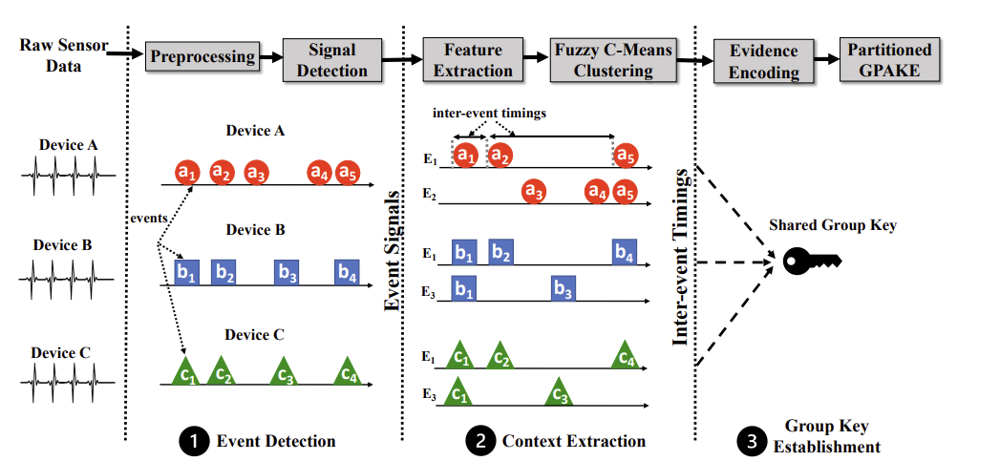 Raw Sensor
Data
Preprocessing
Signal
Detection
Feature
Extraction
Fuzzy C-Means
Clustering
Evidence
Encoding
Partitioned
GPAKE
Device A
Device B
Device C
Device A
a1 a2 a3 a4 a5
events
Device B
b1 b2 b3 b4
Device C
c1 c2 c3 c4
1 Event Detection
Event Signals
inter-event timings
E1 a1 a2 a5
E2 a3 a4 a5
E1 b1 b2 b4
E3 b1 b3
E1 c1 c2 c4
E3 c1 c3
2 Context Extraction
Inter-event Timings
Shared Group Key
3 Group Key
Establishment